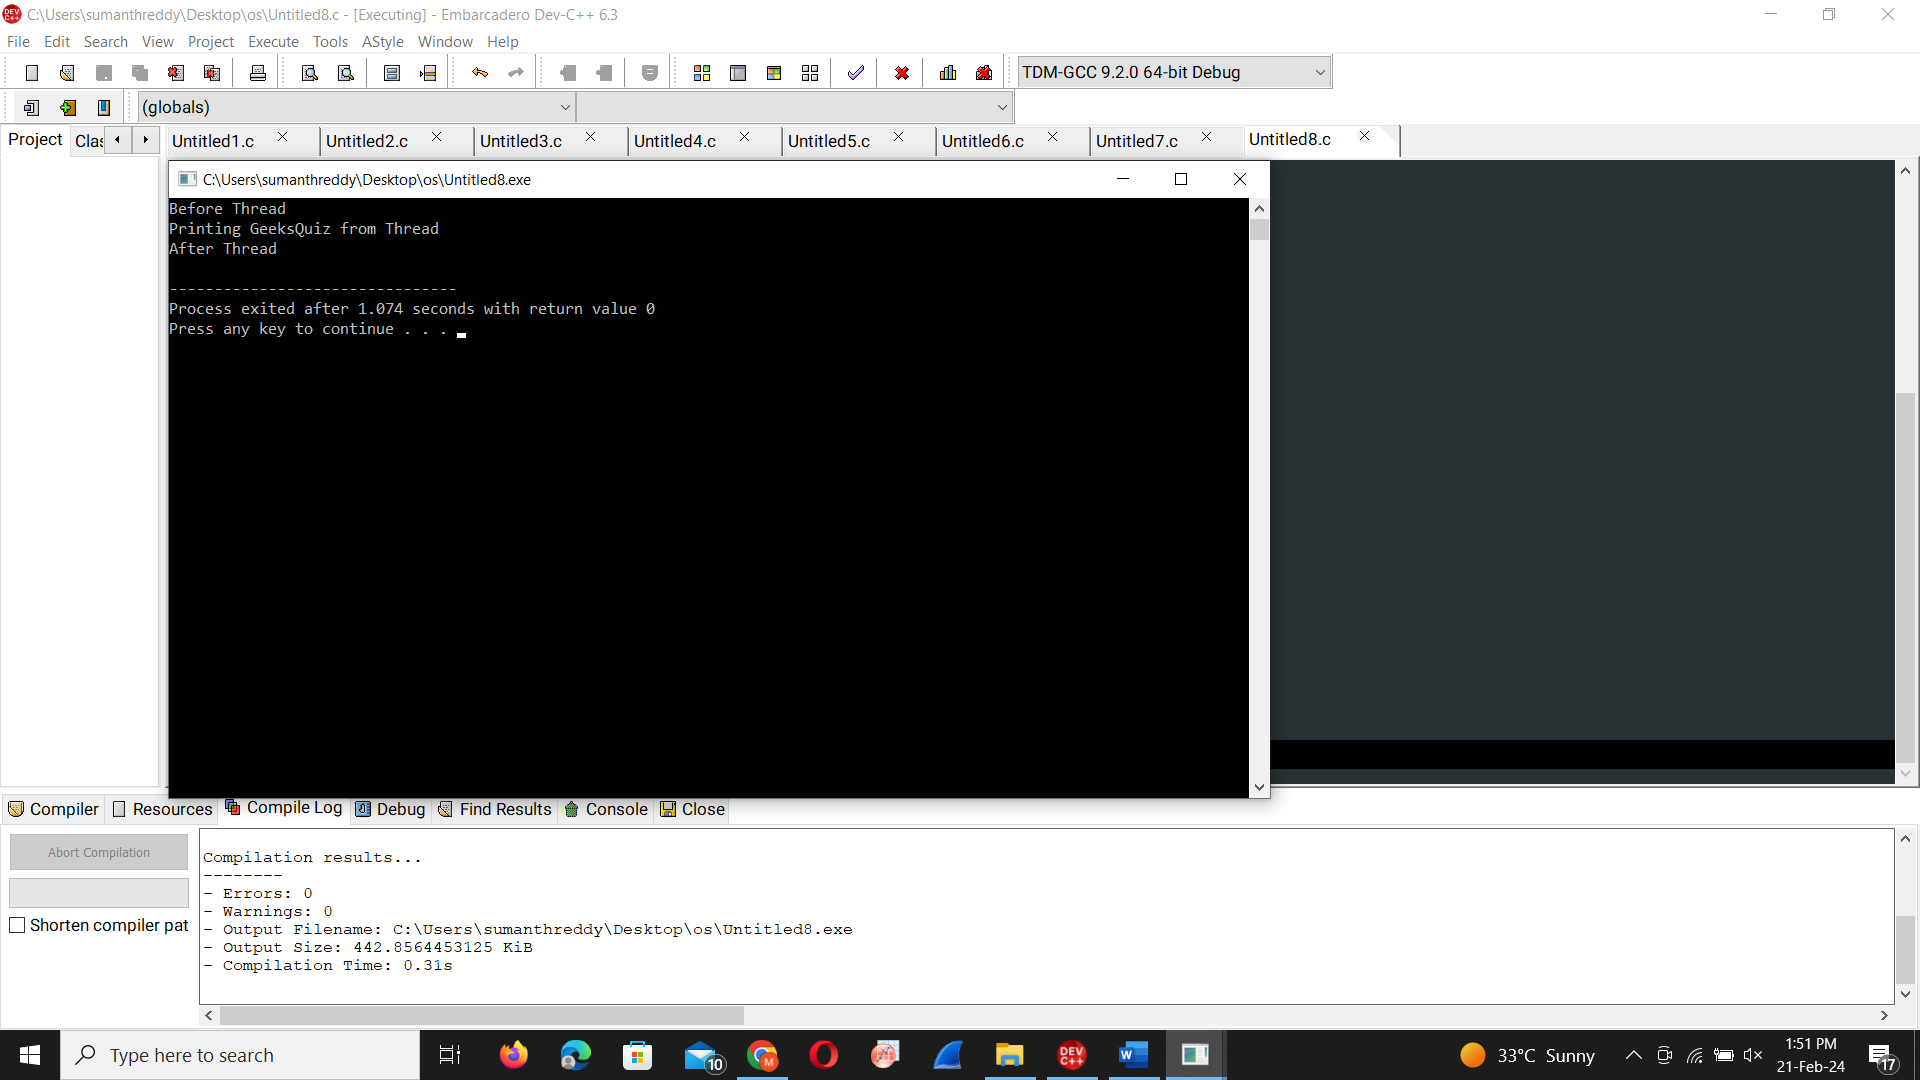 C:\Users\sumanthreddy\Desktop\os\Untitled8.c - [Executing] - Embarcadero Dev-C++ 6.3
File Edit Search View Project Execute Tools AStyle Window Help
TDM-GCC 9.2.0 64-bit Debug
(globals)
Project Clas Untitled1.c Untitled2.c Untitled3.c Untitled4.c Untitled5.c Untitled6.c Untitled7.c Untitled8.c
C:\Users\sumanthreddy\Desktop\os\Untitled8.exe
Before Thread
Printing GeeksQuiz from Thread
After Thread
--------------------------------
Process exited after 1.074 seconds with return value 0
Press any key to continue . . .
Compiler Resources Compile Log Debug Find Results Console Close
Abort Compilation
Shorten compiler pat
Compilation results...
--------
- Errors: 0
- Warnings: 0
- Output Filename: C:\Users\sumanthreddy\Desktop\os\Untitled8.exe
- Output Size: 442.8564453125 KiB
- Compilation Time: 0.31s
Type here to search
10
M
DEV C++
W
33°C Sunny
1:51 PM
21-Feb-24
17